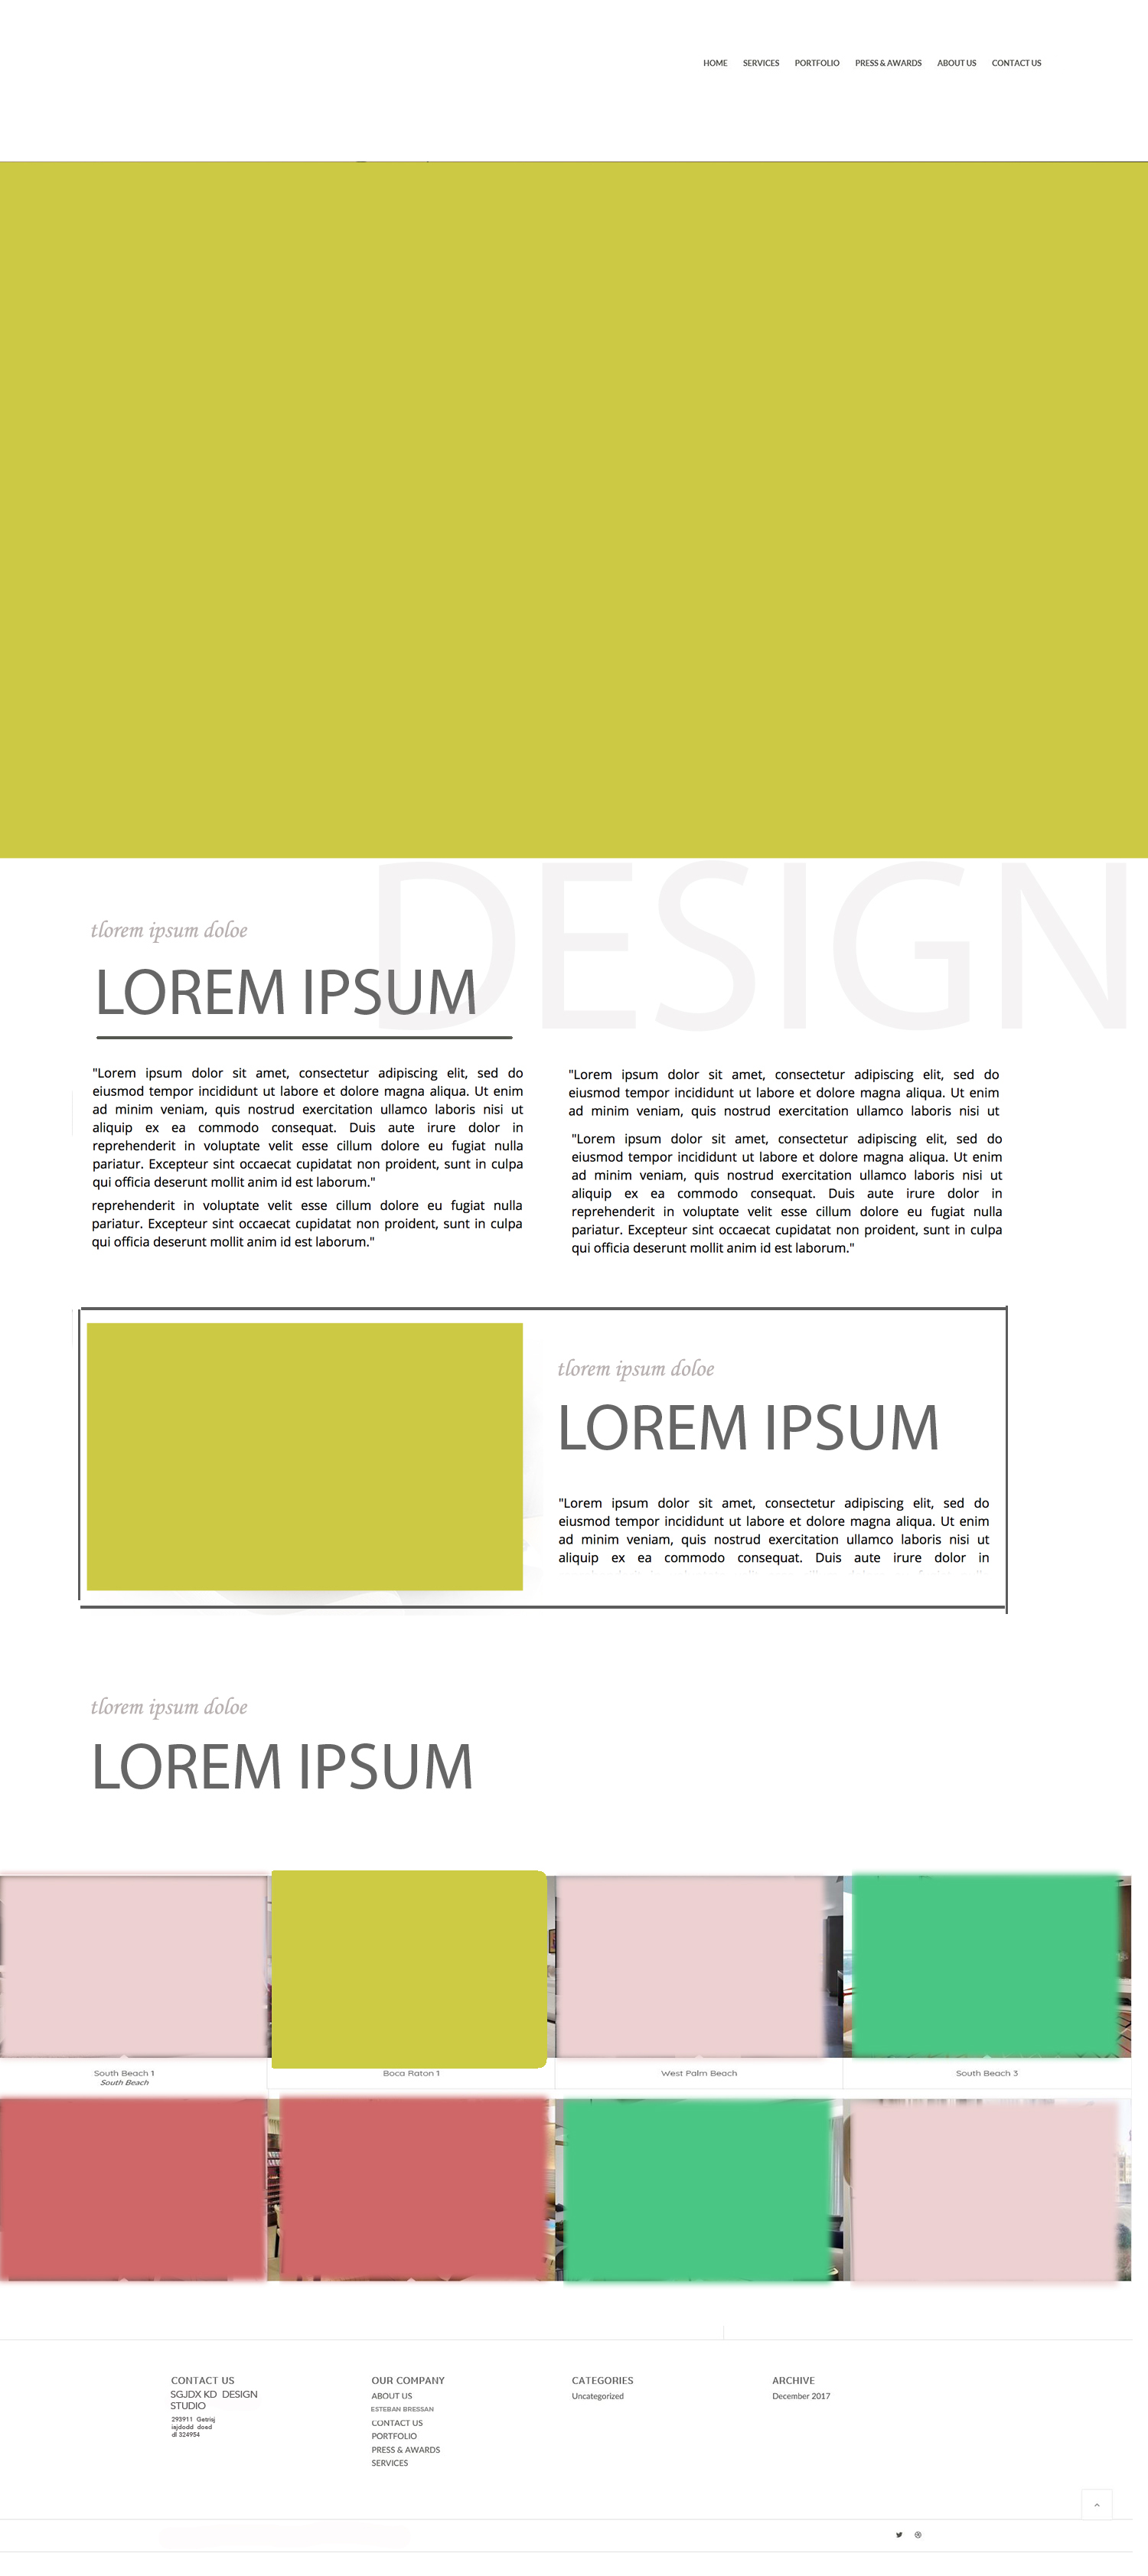 HOME SERVICES PORTFOLIO PRESS & AWARDS ABOUT US CONTACT US
DESIGN
tlorem ipsum doloe
LOREM IPSUM
"Lorem ipsum dolor sit amet, consectetur adipiscing elit, sed do
eiusmod tempor incididunt ut labore et dolore magna aliqua. Ut enim
ad minim veniam, quis nostrud exercitation ullamco laboris nisi ut
aliquip ex ea commodo consequat. Duis aute irure dolor in
reprehenderit in voluptate velit esse cillum dolore eu fugiat nulla
pariatur. Excepteur sint occaecat cupidatat non proident, sunt in culpa
qui officia deserunt mollit anim id est laborum."
reprehenderit in voluptate velit esse cillum dolore eu fugiat nulla
pariatur. Excepteur sint occaecat cupidatat non proident, sunt in culpa
qui officia deserunt mollit anim id est laborum."
"Lorem ipsum dolor sit amet, consectetur adipiscing elit, sed do
eiusmod tempor incididunt ut labore et dolore magna aliqua. Ut enim
ad minim veniam, quis nostrud exercitation ullamco laboris nisi ut
"Lorem ipsum dolor sit amet, consectetur adipiscing elit, sed do
eiusmod tempor incididunt ut labore et dolore magna aliqua. Ut enim
ad minim veniam, quis nostrud exercitation ullamco laboris nisi ut
aliquip ex ea commodo consequat. Duis aute irure dolor in
reprehenderit in voluptate velit esse cillum dolore eu fugiat nulla
pariatur. Excepteur sint occaecat cupidatat non proident, sunt in culpa
qui officia deserunt mollit anim id est laborum."
tlorem ipsum doloe
LOREM IPSUM
"Lorem ipsum dolor sit amet, consectetur adipiscing elit, sed do
eiusmod tempor incididunt ut labore et dolore magna aliqua. Ut enim
ad minim veniam, quis nostrud exercitation ullamco laboris nisi ut
aliquip ex ea commodo consequat. Duis aute irure dolor in
tlorem ipsum doloe
LOREM IPSUM
South Beach 1
South Beach
Boca Raton 1
West Palm Beach
South Beach 3
CONTACT US
SGJDX KD DESIGN
STUDIO
293911 Getrisj
isjdodd doed
dl 324954
OUR COMPANY
ABOUT US
ESTEBAN BRESSAN
CONTACT US
PORTFOLIO
PRESS & AWARDS
SERVICES
CATEGORIES
Uncategorized
ARCHIVE
December 2017